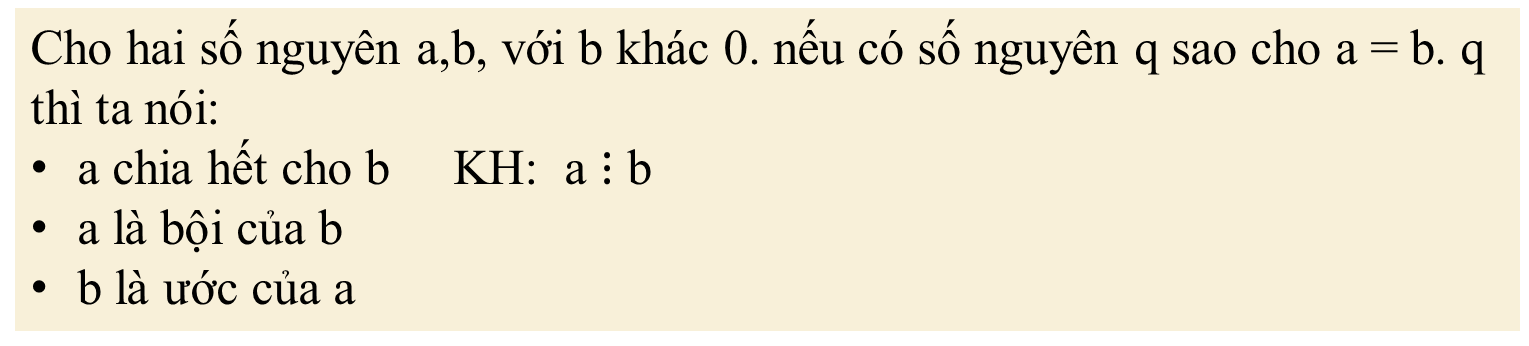 Cho hai số nguyên a,b, với b khác 0. nếu có số nguyên q sao cho a = b. q
thì ta nói:
• a chia hết cho b KH: a ⋮ b
• a là bội của b
• b là ước của a